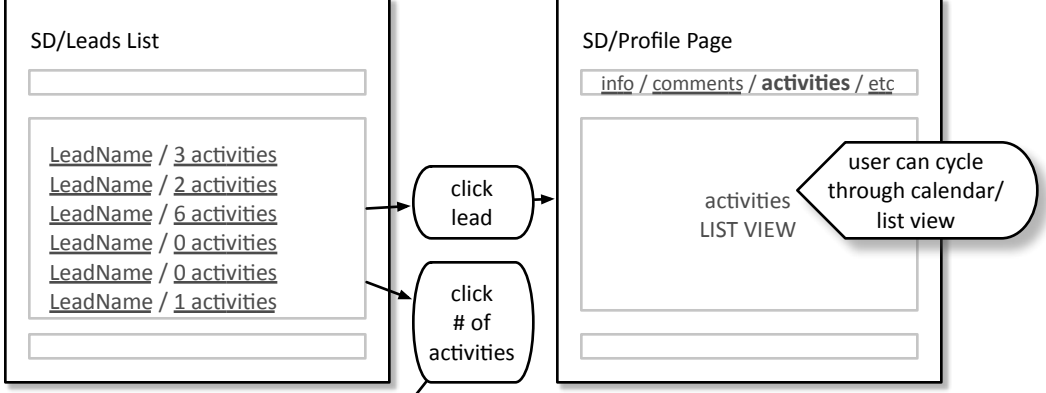 SD/Leads List
LeadName / 3 activities
LeadName / 2 activities
LeadName / 6 activities
LeadName / 0 activities
LeadName / 0 activities
LeadName / 1 activities
click
lead
click
# of
activities
SD/Profile Page
info / comments / activities / etc
activities
LIST VIEW
user can cycle
through calendar/
list view